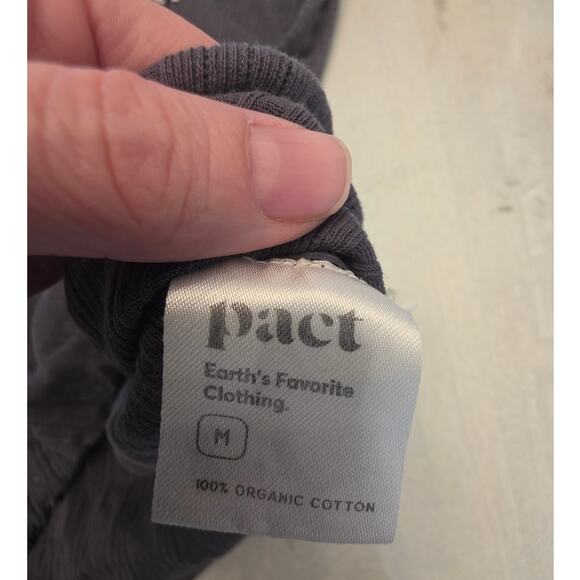 pact
Earth's Favorite
Clothing.
M
100% ORGANIC COTTON